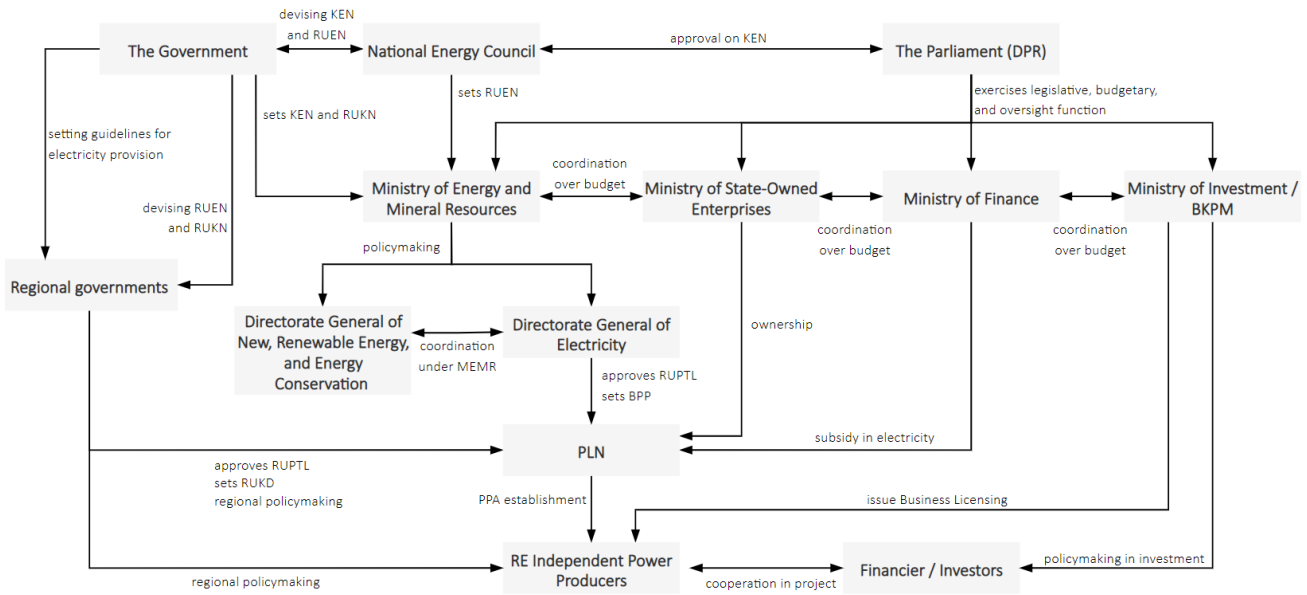 devising KEN
and RUEN
The Government
National Energy Council
approval on KEN
The Parliament (DPR)
sets RUEN
exercises legislative, budgetary,
and oversight function
sets KEN and RUKN
setting guidelines for
electricity provision
coordination
over budget
Ministry of Energy and
Mineral Resources
Ministry of State-Owned
Enterprises
Ministry of Finance
Ministry of Investment /
BKPM
devising RUEN
and RUKN
policymaking
coordination
over budget
coordination
over budget
Regional governments
Directorate General of
New, Renewable Energy,
and Energy
Conservation
coordination
under MEMR
Directorate General of
Electricity
ownership
approves RUPTL
sets BPP
PLN
subsidy in electricity
approves RUPTL
sets RUKD
regional policymaking
PPA establishment
issue Business Licensing
RE Independent Power
Producers
Financier / Investors
policymaking in investment
regional policymaking
cooperation in project